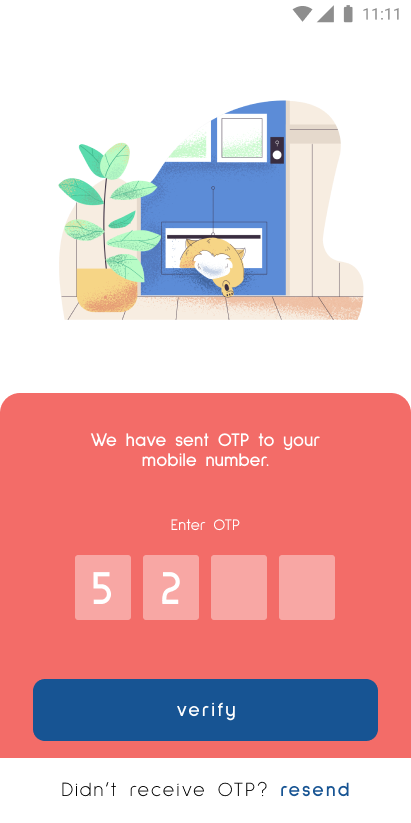 11:11
We have sent OTP to your
mobile number.
Enter OTP
5 2
verify
Didn't receive OTP? resend